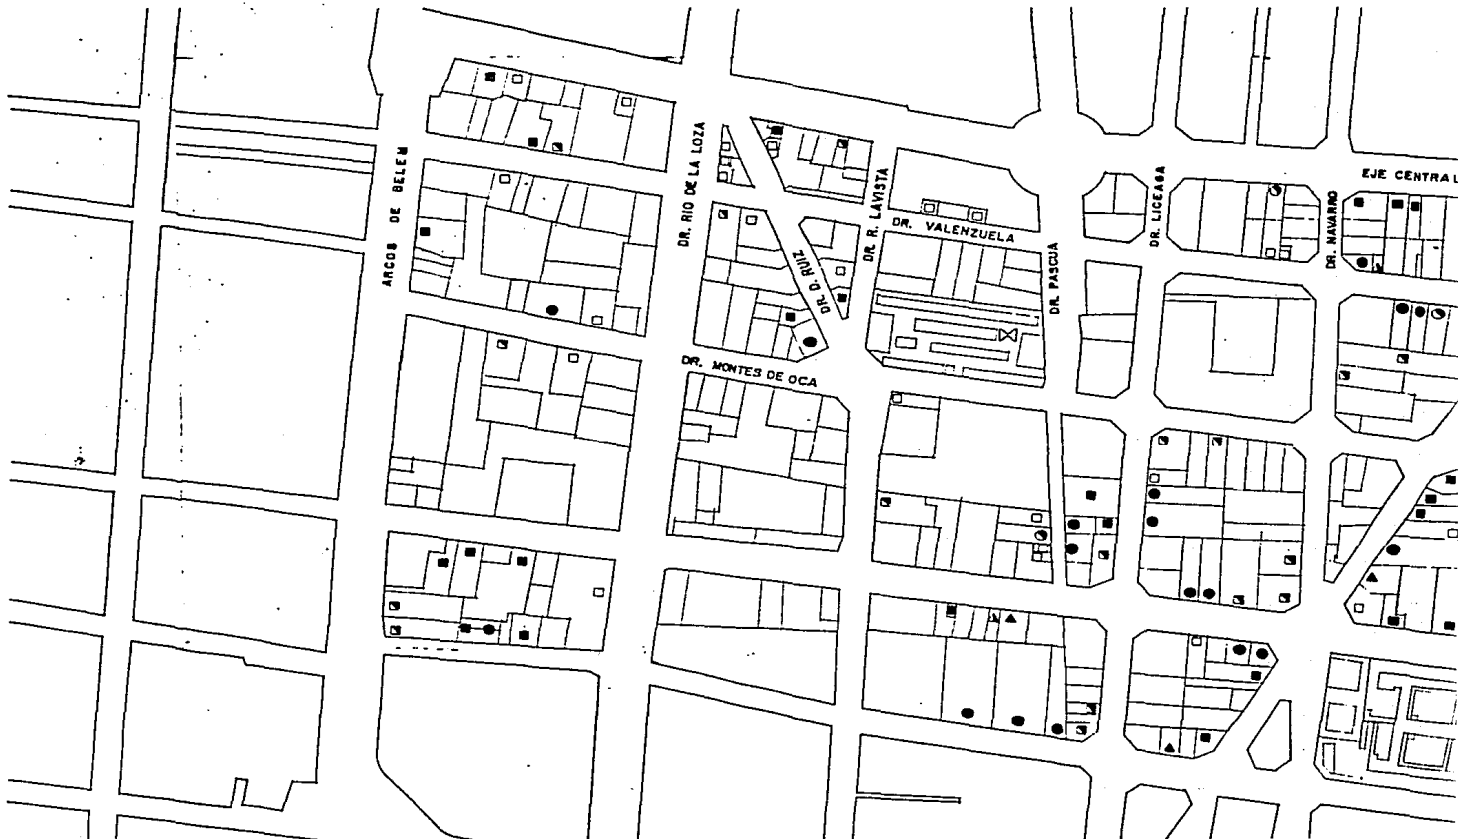 ARCOS DE BELEM
DR. RIO DE LA LOZA
DR. D. RUIZ
DR. R. LAVISTA
DR. VALENZUELA
DR. PASCUA
DR. LICEAGA
DR. NAVARRO
EJE CENTRAL
DR. MONTES DE OCA